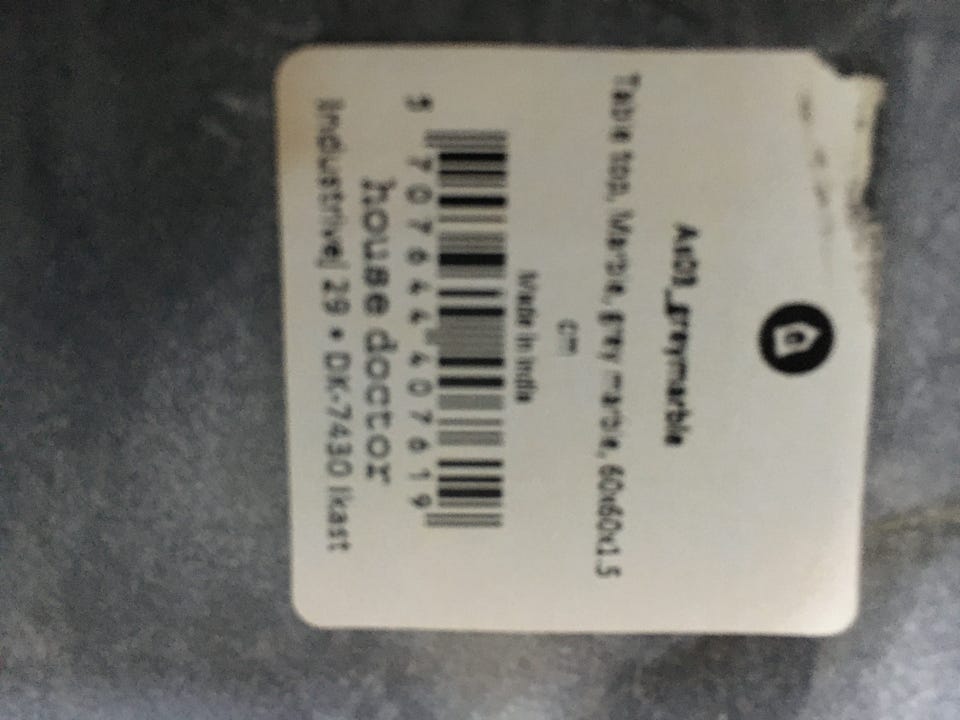 Ax03_greymarble
Table top, Marble, grey marble, 60x60x1.5
cm
Made in India
5 707644 407619
house doctor
Industrivej 29 • DK-7430 Ikast